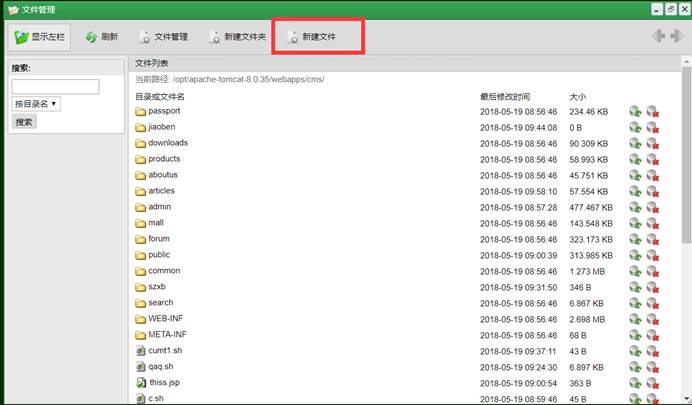 文件管理
显示左栏 刷新 文件管理 新建文件夹 新建文件
搜索:
按目录名
搜索
文件列表
当前路径: /opt/apache-tomcat-8.0.35/webapps/cms/
目录或文件名 最后修改时间 大小
passport 2018-05-19 08:56:46 234.46 KB
jiaoben 2018-05-19 09:44:08 0 B
downloads 2018-05-19 08:56:46 90.309 KB
products 2018-05-19 08:56:46 58.993 KB
aboutus 2018-05-19 08:56:46 45.751 KB
articles 2018-05-19 09:58:10 57.554 KB
admin 2018-05-19 08:57:28 477.467 KB
mall 2018-05-19 08:56:46 143.548 KB
forum 2018-05-19 08:56:46 323.173 KB
public 2018-05-19 09:00:39 313.985 KB
common 2018-05-19 08:56:46 1.273 MB
szxb 2018-05-19 09:31:50 346 B
search 2018-05-19 08:56:46 6.867 KB
WEB-INF 2018-05-19 08:56:46 2.698 MB
META-INF 2018-05-19 08:56:46 68 B
cumt1.sh 2018-05-19 09:37:11 43 B
qaq.sh 2018-05-19 09:24:30 6.897 KB
thiss.jsp 2018-05-19 09:00:54 363 B
c.sh 2018-05-19 08:56:46 45 B